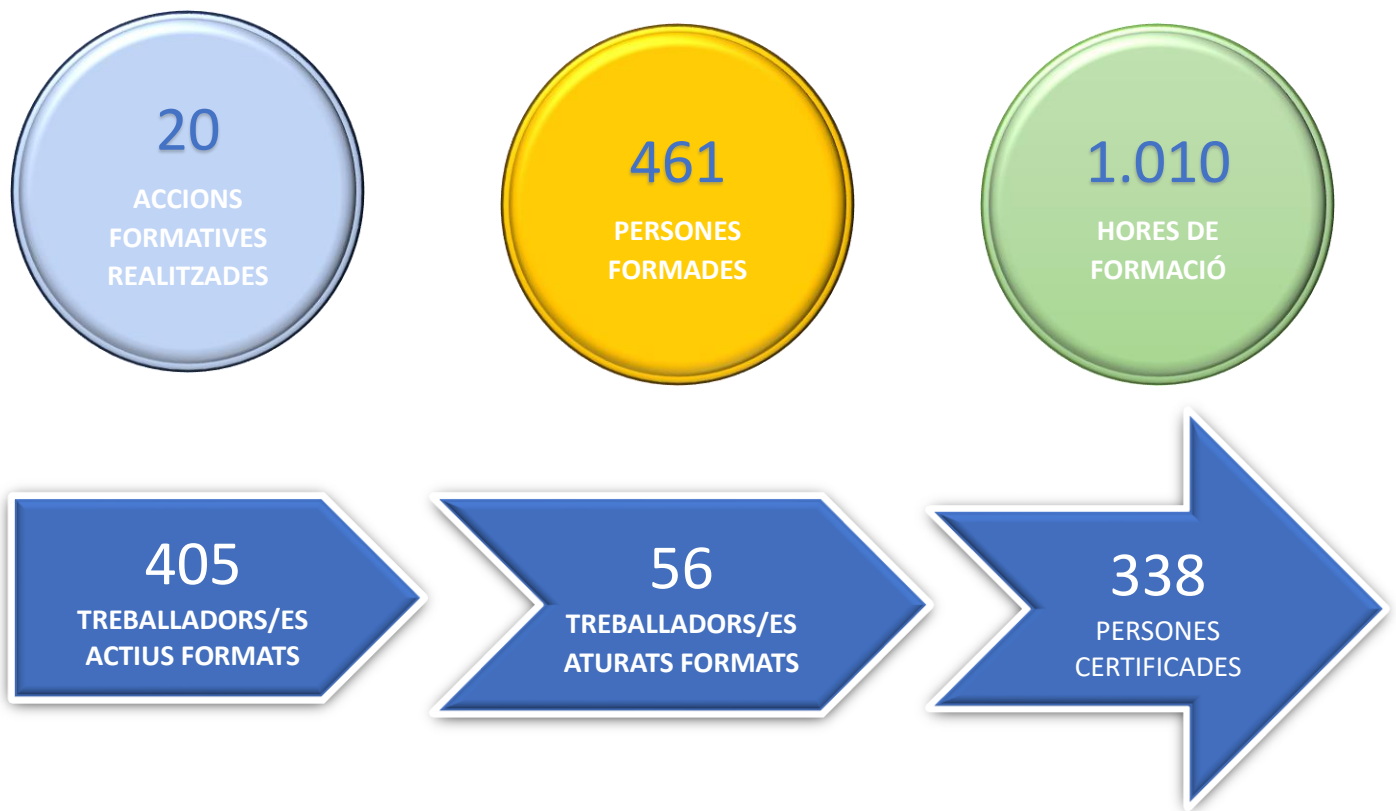 20
ACCIONS
FORMATIVES
REALITZADES
461
PERSONES
FORMADES
1.010
HORES DE
FORMACIÓ
405
TREBALLADORS/ES
ACTIUS FORMATS
56
TREBALLADORS/ES
ATURATS FORMATS
338
PERSONES
CERTIFICADES